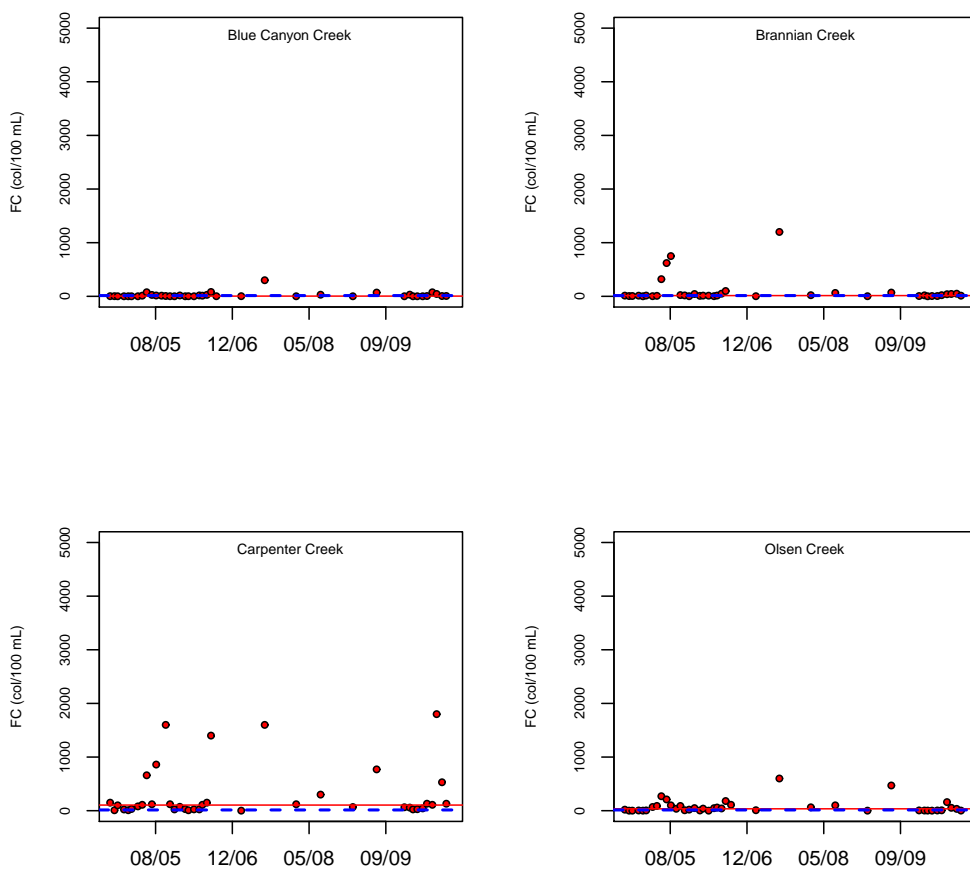 Blue Canyon Creek
FC (col/100 mL)
5000
4000
3000
2000
1000
0
08/05 12/06 05/08 09/09
Brannian Creek
FC (col/100 mL)
5000
4000
3000
2000
1000
0
08/05 12/06 05/08 09/09
Carpenter Creek
FC (col/100 mL)
5000
4000
3000
2000
1000
0
08/05 12/06 05/08 09/09
Olsen Creek
FC (col/100 mL)
5000
4000
3000
2000
1000
0
08/05 12/06 05/08 09/09